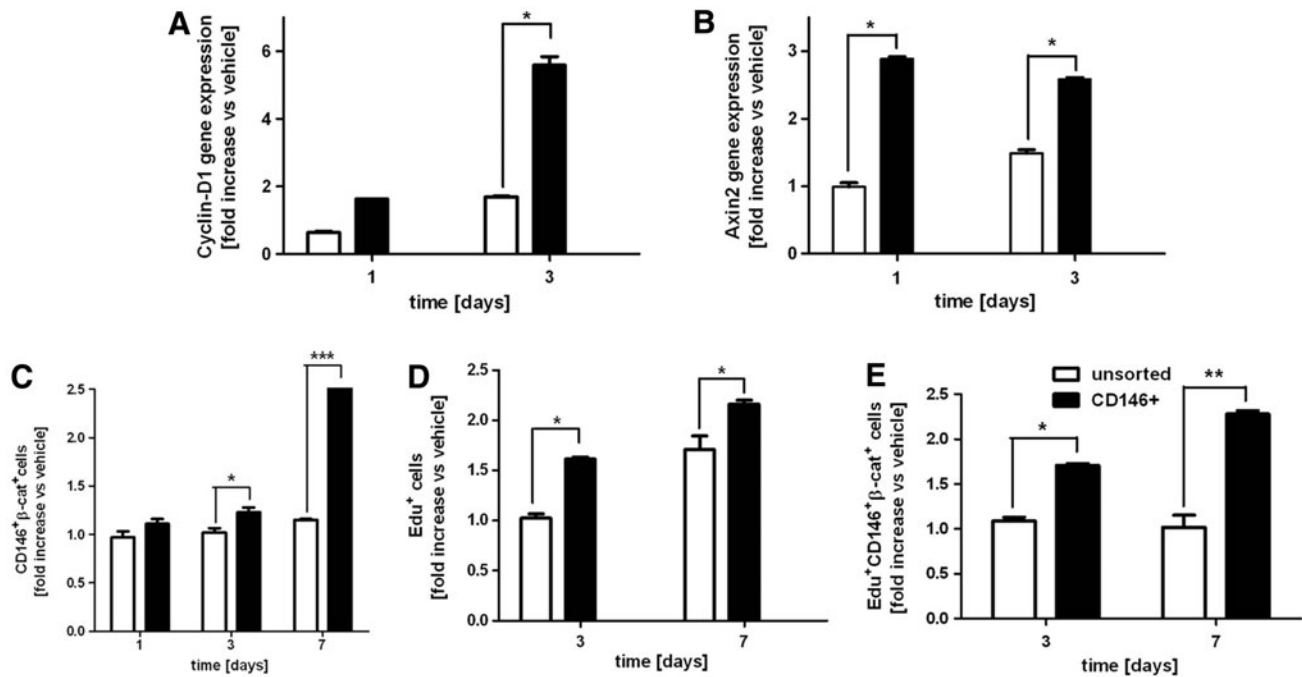 A
Cyclin-D1 gene expression
[fold increase vs vehicle]
6
4
2
0
*
1
3
time [days]
B
Axin2 gene expression
[fold increase vs vehicle]
3
2
1
0
*
*
1
3
time [days]
C
CD146⁺β-cat⁺cells
[fold increase vs vehicle]
2.5
2.0
1.5
1.0
0.5
0.0
*
***
1
3
7
time [days]
D
Edu⁺ cells
[fold increase vs vehicle]
2.5
2.0
1.5
1.0
0.5
0.0
*
*
3
7
time [days]
E
Edu⁺CD146⁺β-cat⁺ cells
[fold increase vs vehicle]
2.5
2.0
1.5
1.0
0.5
0.0
unsorted
CD146+
*
**
3
7
time [days]